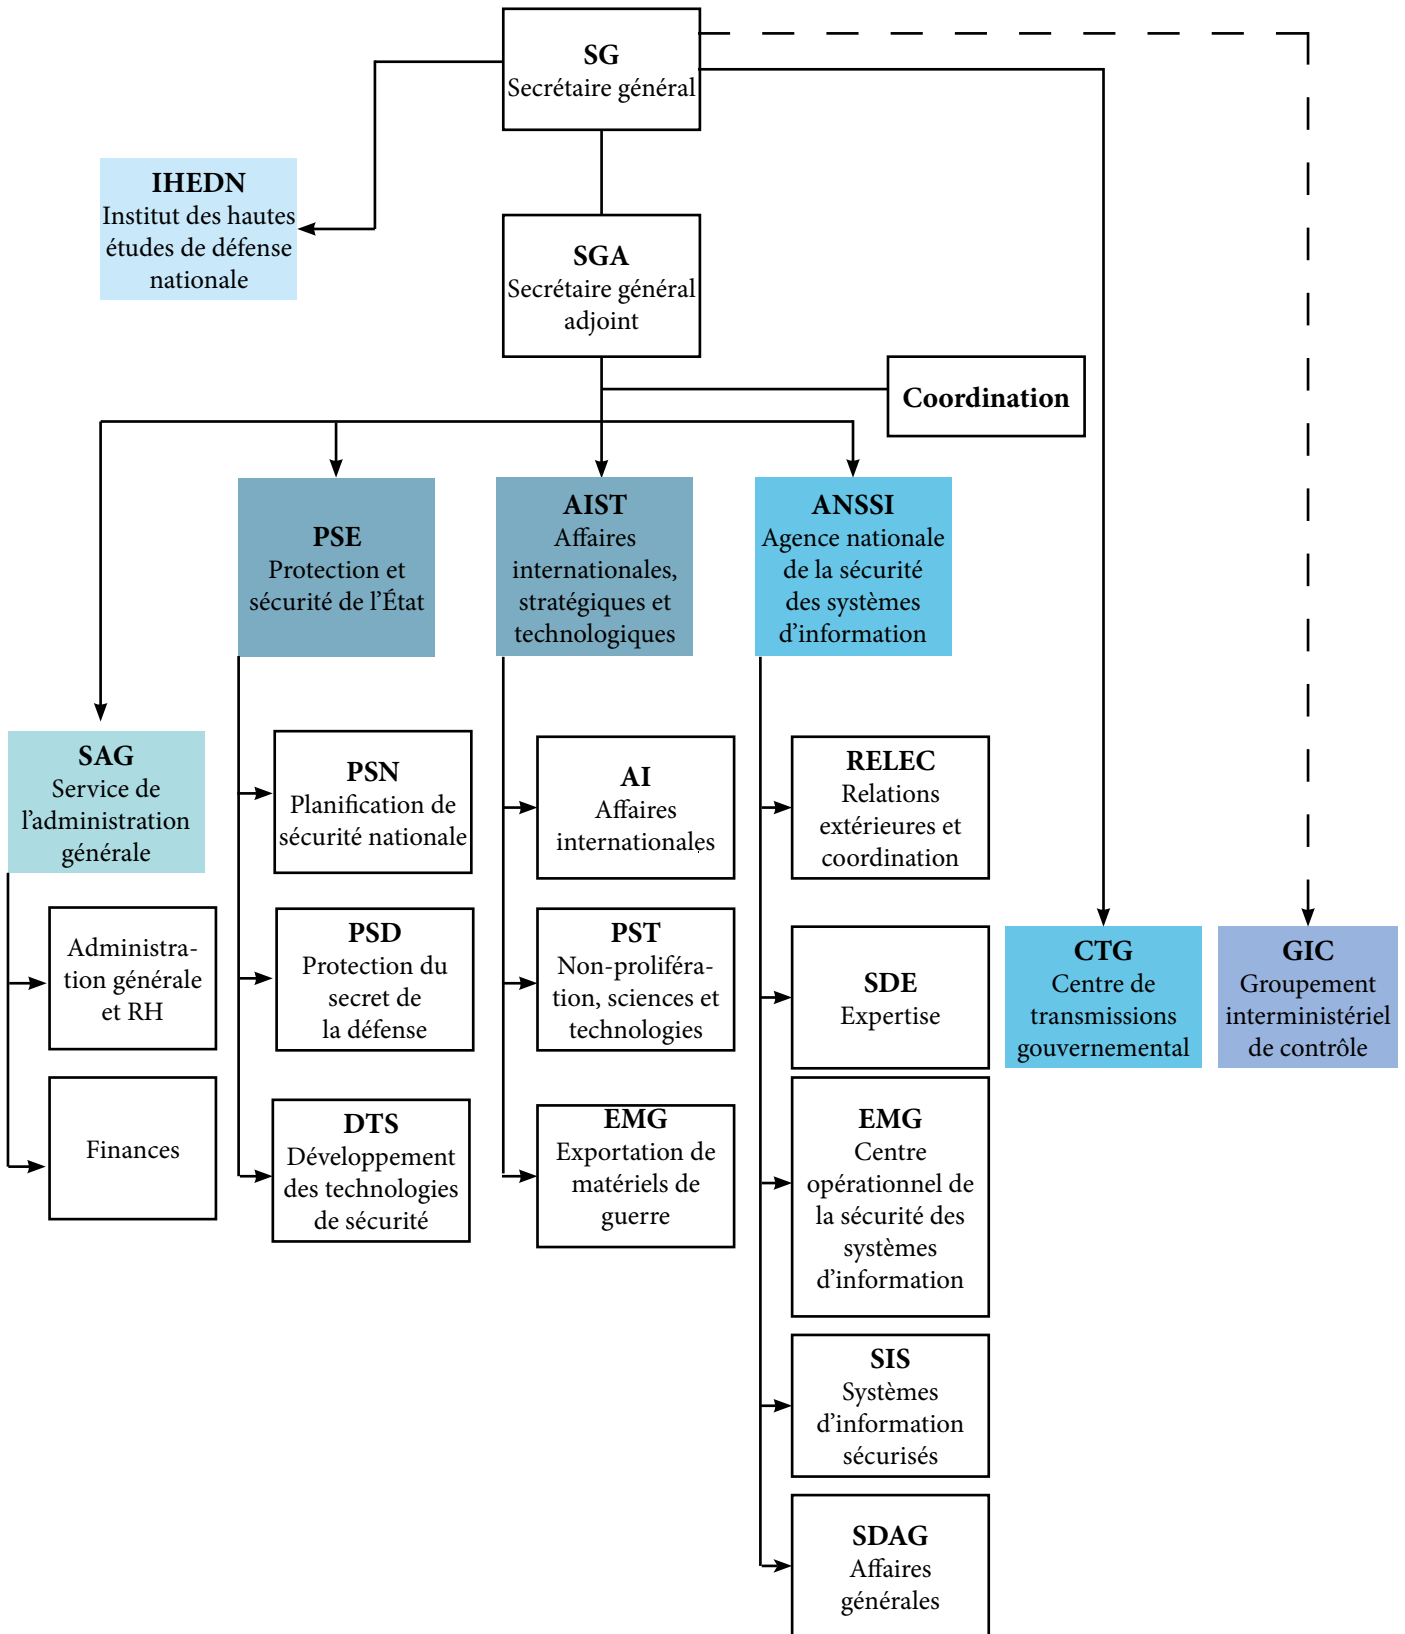 SG
Secrétaire général
IHEDN
Institut des hautes
études de défense
nationale
SGA
Secrétaire général
adjoint
Coordination
PSE
Protection et
sécurité de l’État
AIST
Affaires
internationales,
stratégiques et
technologiques
ANSSI
Agence nationale
de la sécurité
des systèmes
d’information
SAG
Service de
l’administration
générale
Administra-
tion générale
et RH
Finances
PSN
Planification de
sécurité nationale
PSD
Protection du
secret de
la défense
DTS
Développement
des technologies
de sécurité
AI
Affaires
internationales
PST
Non-proliféra-
tion, sciences et
technologies
EMG
Exportation de
matériels de
guerre
RELEC
Relations
extérieures et
coordination
SDE
Expertise
EMG
Centre
opérationnel de
la sécurité des
systèmes
d’information
SIS
Systèmes
d’information
sécurisés
SDAG
Affaires
générales
CTG
Centre de
transmissions
gouvernemental
GIC
Groupement
interministériel
de contrôle